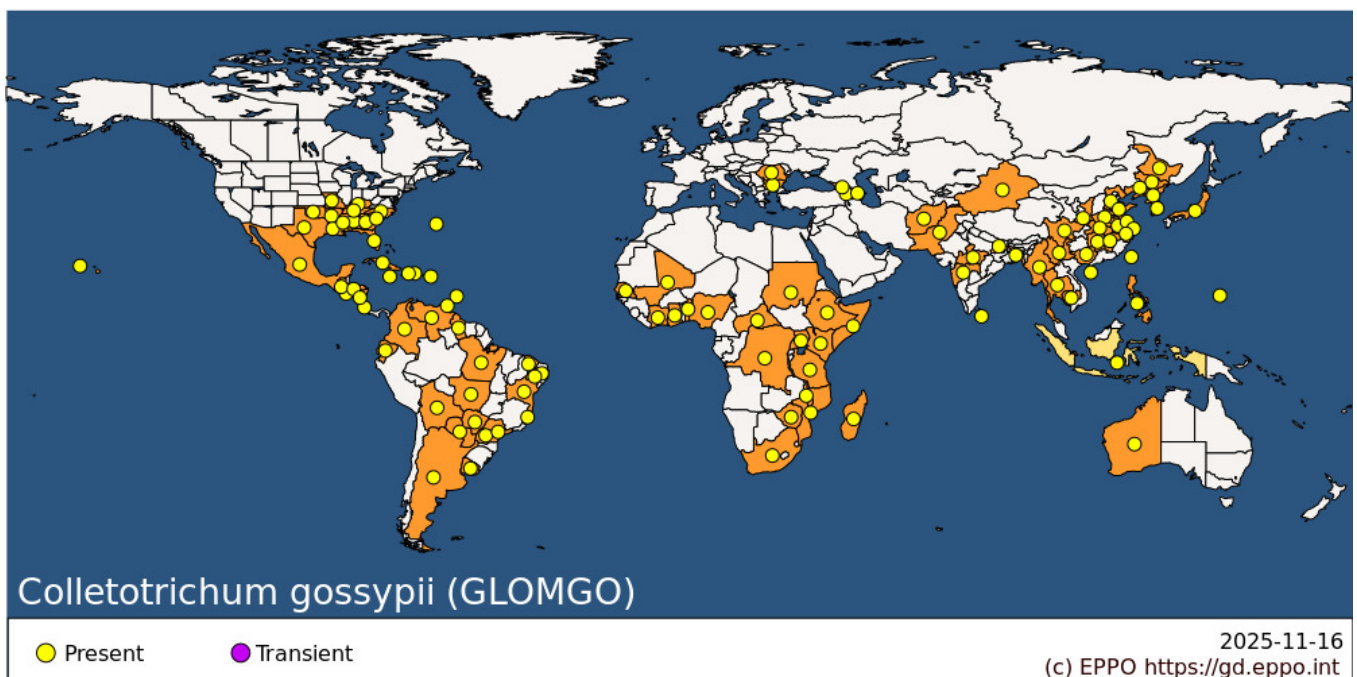 Colletotrichum gossypii (GLOMGO)
Present
Transient
2025-11-16
(c) EPPO https://gd.eppo.int